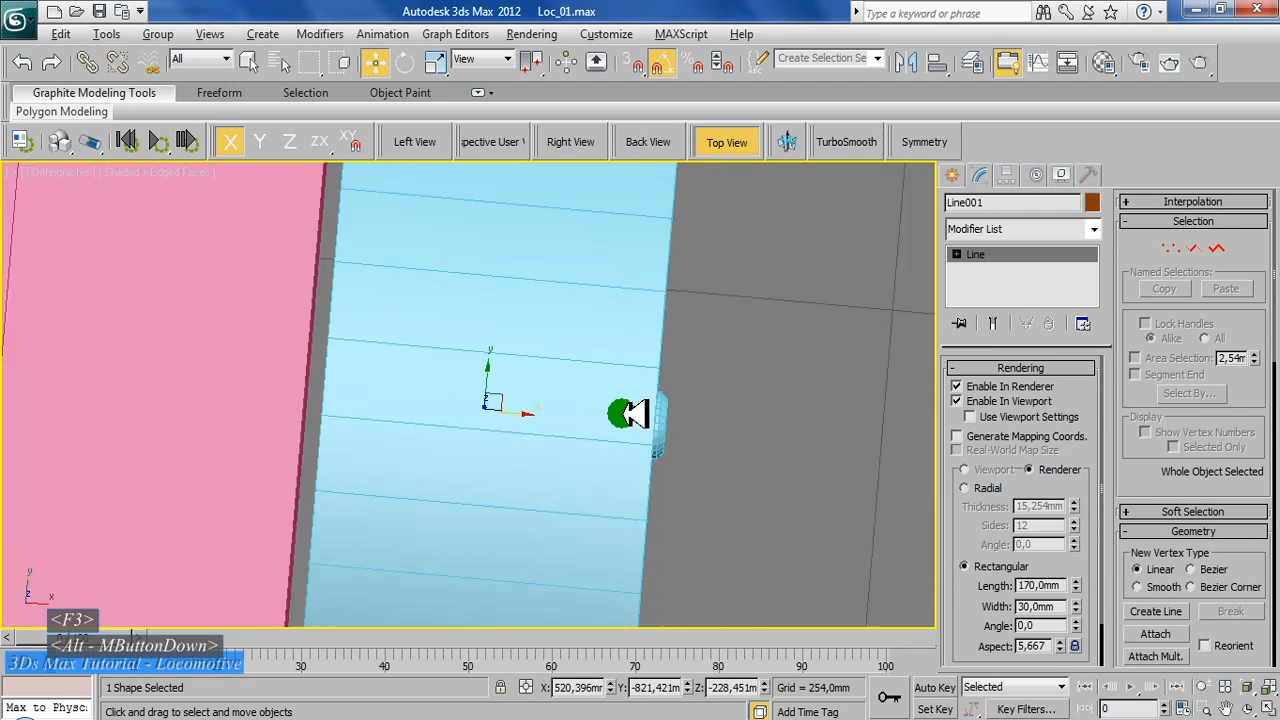 Autodesk 3ds Max 2012 Loc_01.max
Type a keyword or phrase
Edit Tools Group Views Create Modifiers Animation Graph Editors Rendering Customize MAXScript Help
All View Create Selection Se
Graphite Modeling Tools Freeform Selection Object Paint
Polygon Modeling
X Y Z ZX XY Left View spective User V Right View Back View Top View TurboSmooth Symmetry
Line001
Modifier List
Line
Rendering
Enable In Renderer
Enable In Viewport
Use Viewport Settings
Generate Mapping Coords.
Real-World Map Size
Viewport Renderer
Radial
Thickness: 15,254mm
Sides: 12
Angle: 0,0
Rectangular
Length: 170,0mm
Width: 30,0mm
Angle: 0,0
Aspect: 5,667
Interpolation
Selection
Named Selections:
Copy Paste
Lock Handles
Alike All
Area Selection: 2,54m
Segment End
Select By...
Display
Show Vertex Numbers
Selected Only
Whole Object Selected
Soft Selection
Geometry
New Vertex Type
Linear Bezier
Smooth Bezier Corner
Create Line Break
Attach Reorient
Attach Mult.
y
x
y
z x
<F3>
<Alt - MButtonDown>
3Ds Max Tutorial - Locomotive
30 40 50 60 70 80 90 100
1 Shape Selected X: 520,396mr Y: -821,421m Z: -228,451m Grid = 254,0mm Auto Key Selected
Max to Physc Click and drag to select and move objects Add Time Tag Set Key Key Filters... 0